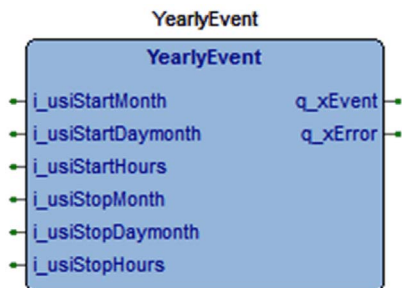 YearlyEvent
YearlyEvent
i_usiStartMonth q_xEvent
i_usiStartDaymonth q_xError
i_usiStartHours
i_usiStopMonth
i_usiStopDaymonth
i_usiStopHours